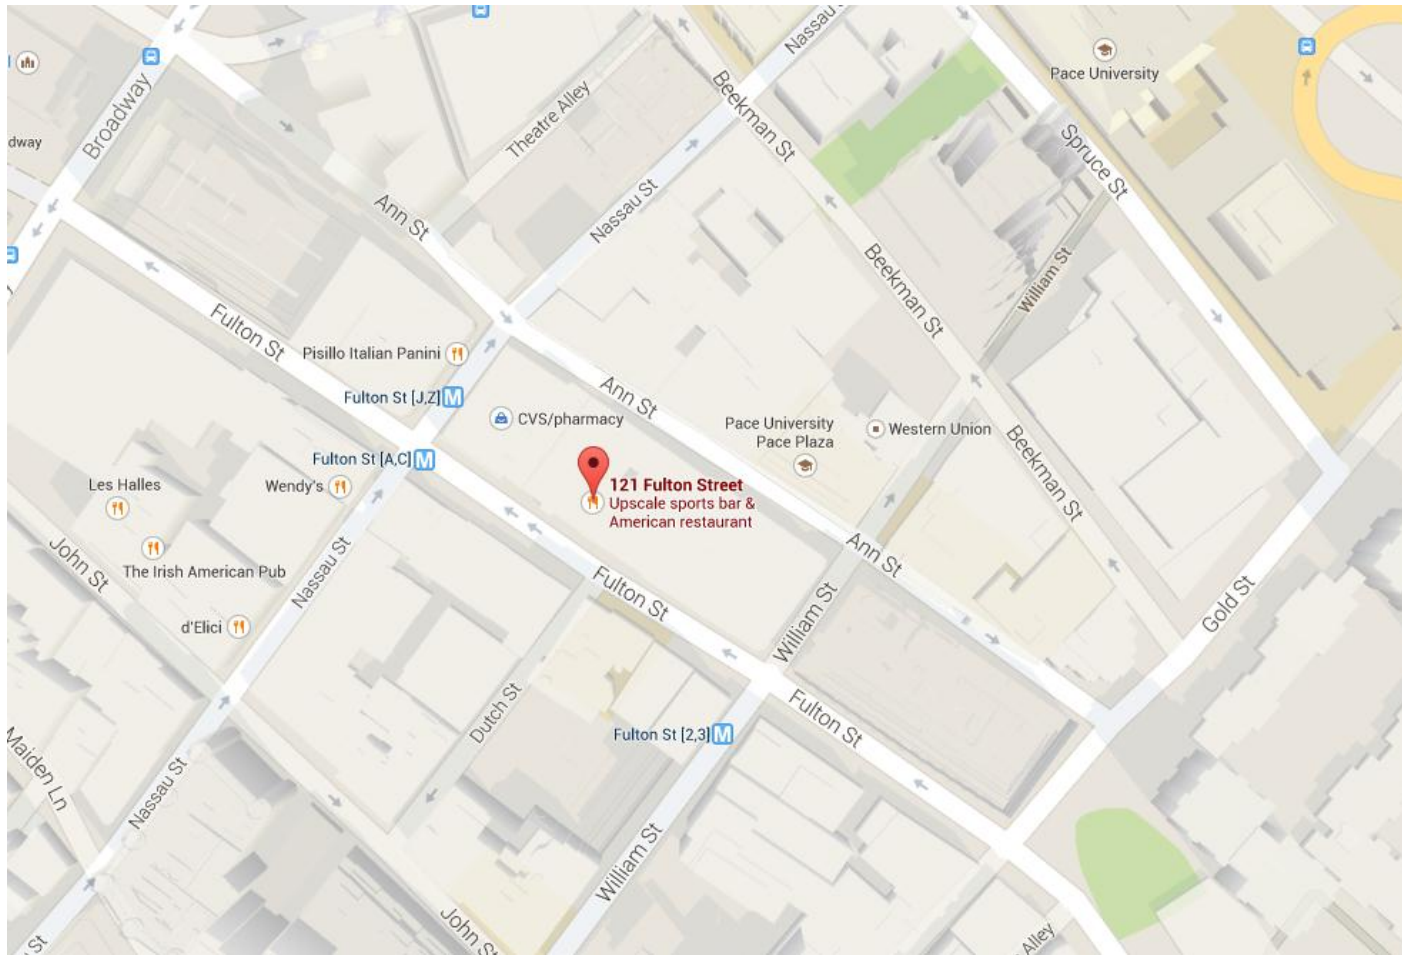 Nassau St
Pace University
Broadway
dway
Theatre Alley
Beekman St
Spruce St
Ann St
Nassau St
Beekman St
William St
Fulton St
Pisillo Italian Panini
Fulton St [J,Z] M
Ann St
CVS/pharmacy
Pace University
Pace Plaza
Western Union
Beekman St
Fulton St [A,C] M
Les Halles
Wendy's
121 Fulton Street
Upscale sports bar &
American restaurant
John St
The Irish American Pub
Nassau St
Ann St
Fulton St
d'Elici
William St
Gold St
Dutch St
Fulton St
Fulton St [2,3] M
Maiden Ln
Nassau St
William St
John St
St
Alley